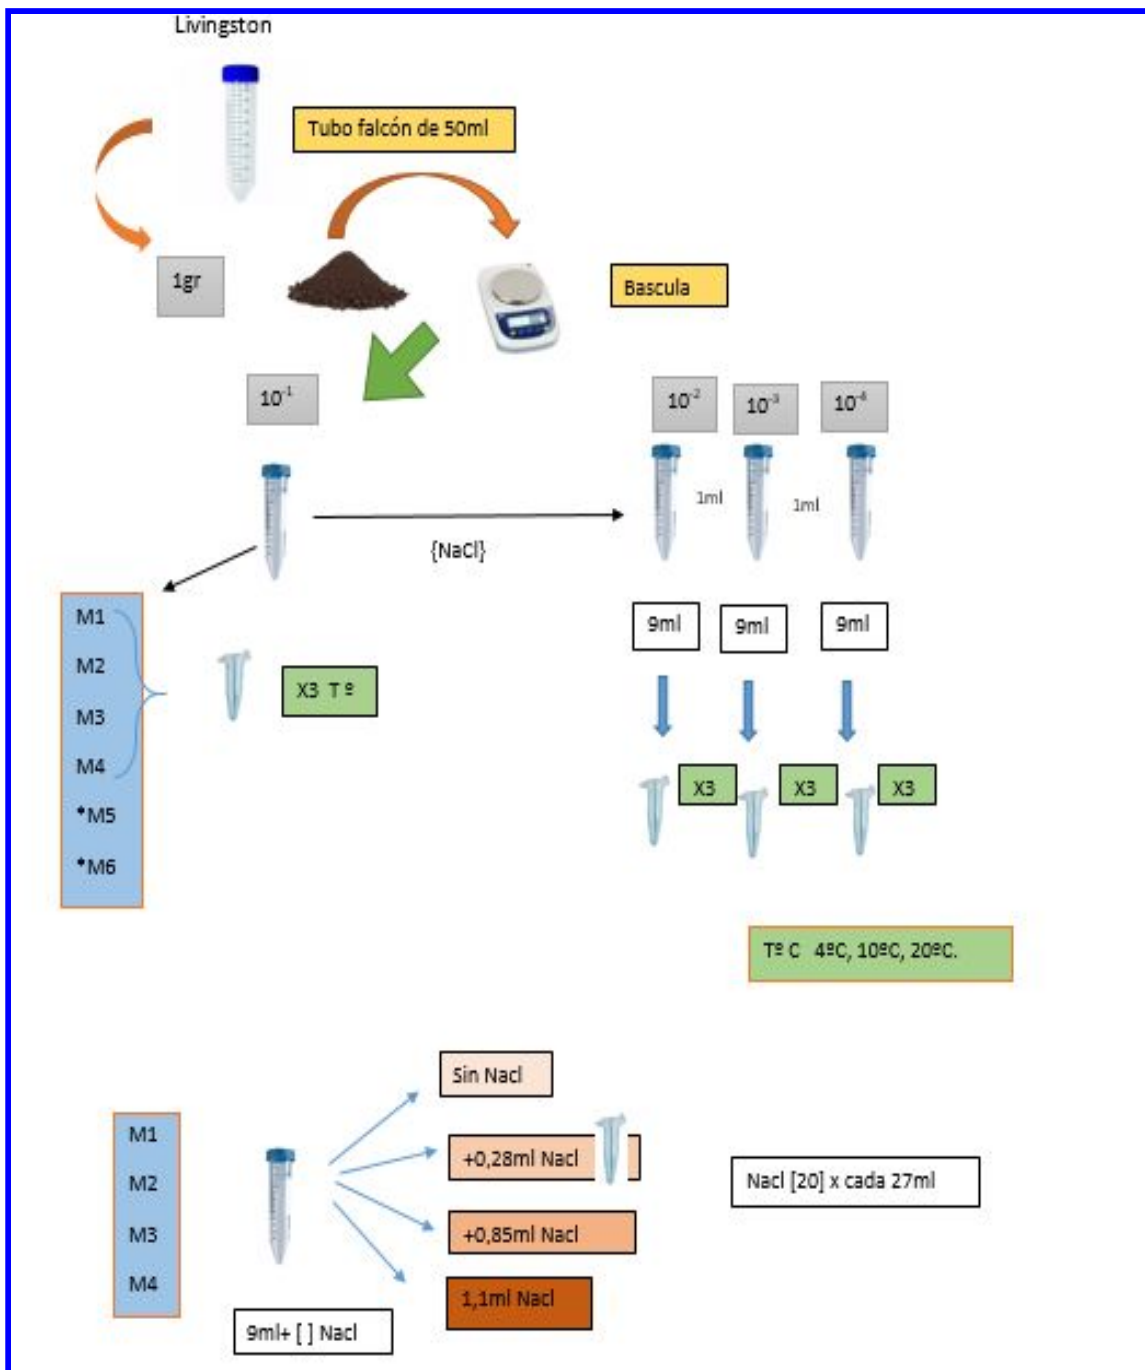 Livingston
Tubo falcón de 50ml
1gr
Bascula
10⁻¹
10⁻²
10⁻³
10⁻⁴
1ml
1ml
{NaCl}
M1
M2
M3
M4
*M5
*M6
X3 T º
9ml
9ml
9ml
X3
X3
X3
Tº C 4ºC, 10ºC, 20ºC.
Sin Nacl
+0,28ml Nacl
+0,85ml Nacl
1,1ml Nacl
Nacl [20] x cada 27ml
M1
M2
M3
M4
9ml+ [ ] Nacl